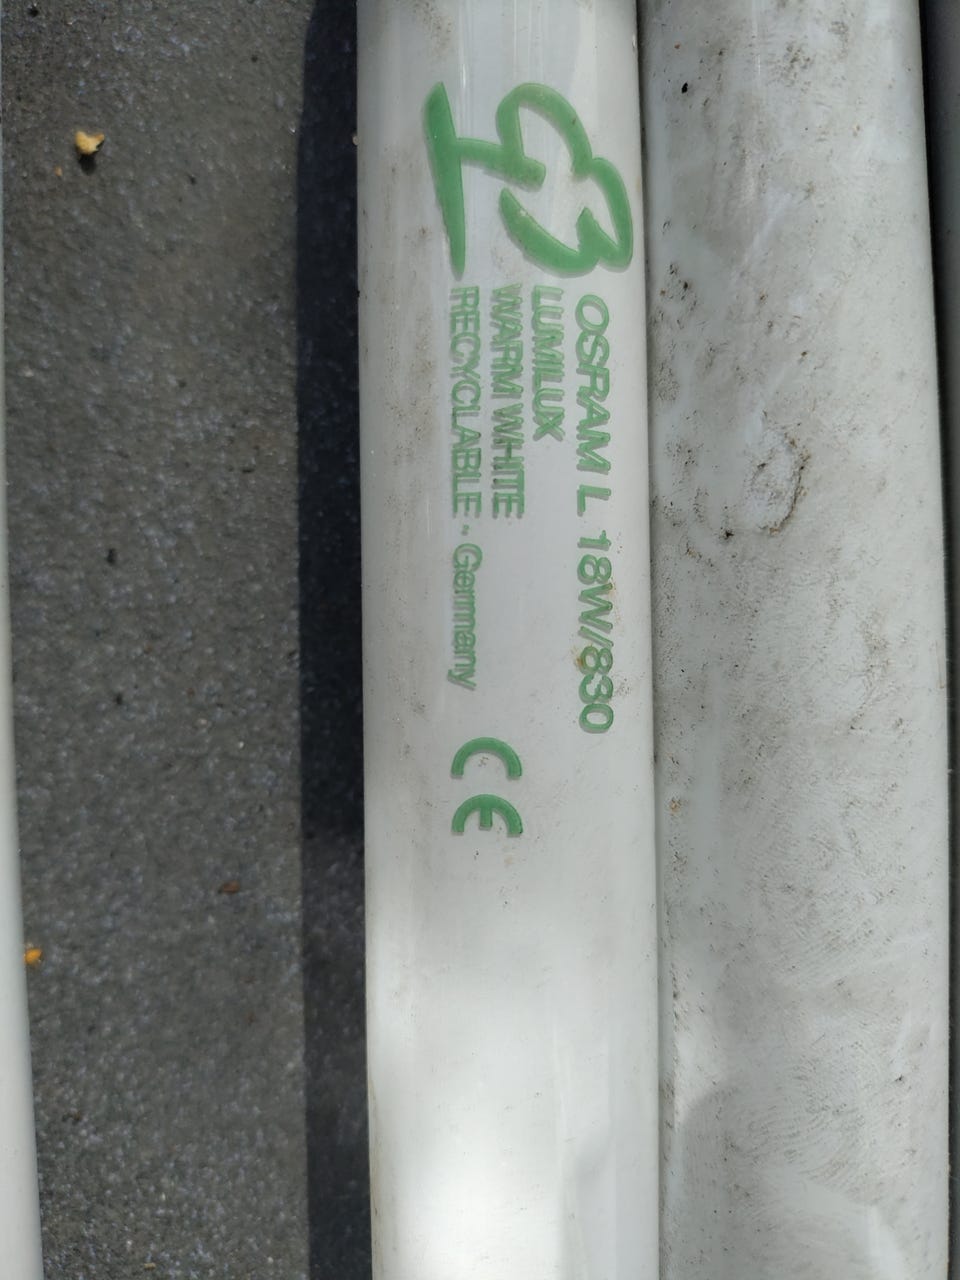 OSRAM L 18W/830
LUMILUX
WARM WHITE
RECYCLABLE - Germany
CE